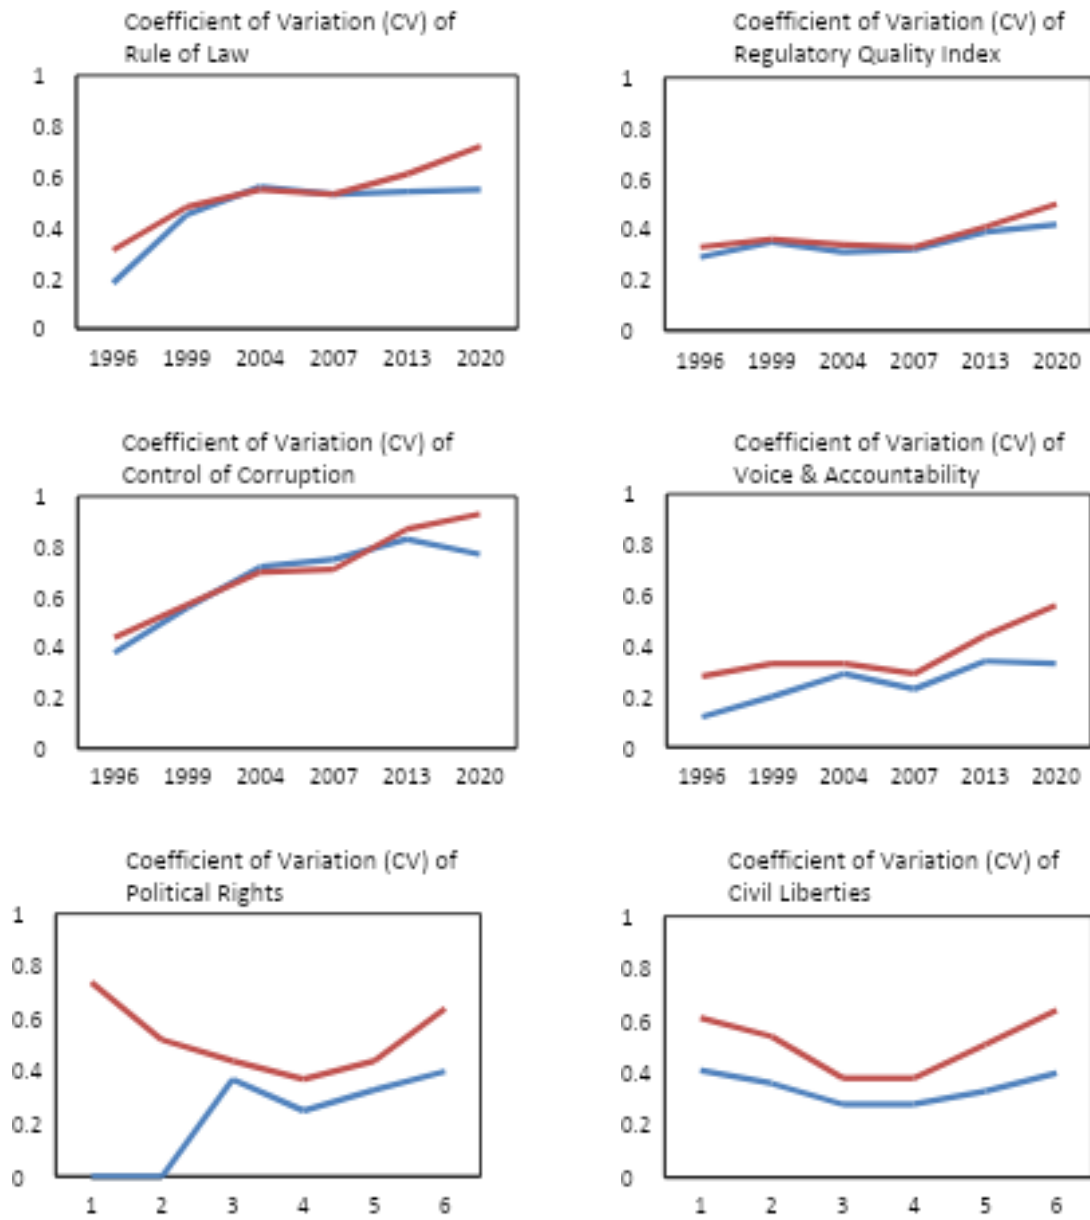 Coefficient of Variation (CV) of
Rule of Law
1
0.8
0.6
0.4
0.2
0
1996 1999 2004 2007 2013 2020
Coefficient of Variation (CV) of
Regulatory Quality Index
1
0.8
0.6
0.4
0.2
0
1996 1999 2004 2007 2013 2020
Coefficient of Variation (CV) of
Control of Corruption
1
0.8
0.6
0.4
0.2
0
1996 1999 2004 2007 2013 2020
Coefficient of Variation (CV) of
Voice & Accountability
1
0.8
0.6
0.4
0.2
0
1996 1999 2004 2007 2013 2020
Coefficient of Variation (CV) of
Political Rights
1
0.8
0.6
0.4
0.2
0
1 2 3 4 5 6
Coefficient of Variation (CV) of
Civil Liberties
1
0.8
0.6
0.4
0.2
0
1 2 3 4 5 6